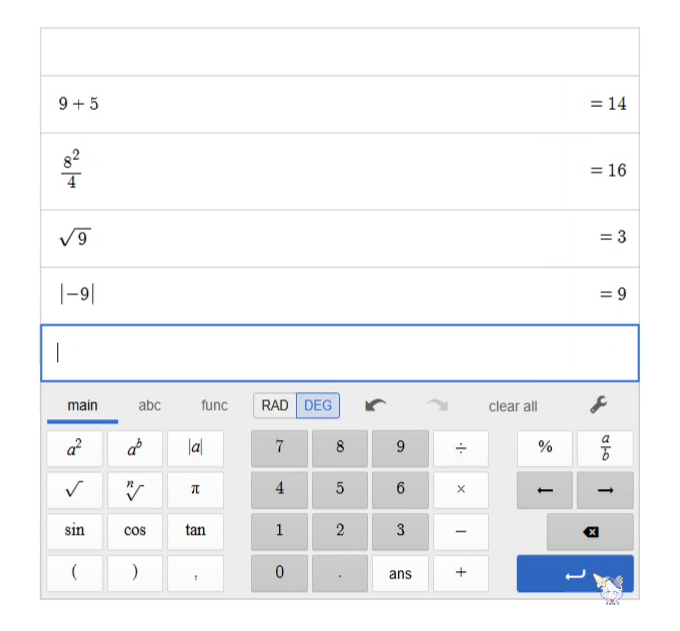 9 + 5 = 14
8²/4 = 16
√9 = 3
|−9| = 9
main abc func RAD DEG clear all
a² aᵇ |a| 7 8 9 ÷ % a/b
√ ⁿ√ π 4 5 6 × ← →
sin cos tan 1 2 3 −
( ) , 0 . ans +